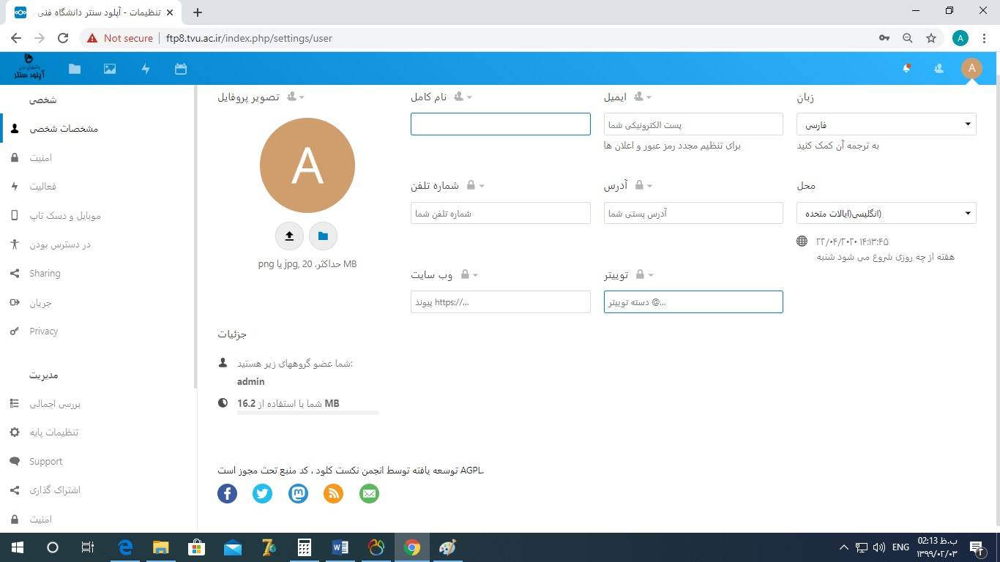 تنظیمات - آپلود سنتر دانشگاه فنی
Not secure | ftp8.tvu.ac.ir/index.php/settings/user
A
آپلود سنتر
A
شخصی
مشخصات شخصی
امنیت
فعالیت
موبایل و دسک تاپ
در دسترس بودن
Sharing
جریان
Privacy
مدیریت
بررسی اجمالی
تنظیمات پایه
Support
اشتراک گذاری
امنیت
تصویر پروفایل
A
png یا jpg, 20 حداکثر. MB
نام کامل
ایمیل
پست الکترونیکی شما
برای تنظیم مجدد رمز عبور و اعلان ها
زبان
فارسی
به ترجمه آن کمک کنید
شماره تلفن
شماره تلفن شما
آدرس
آدرس پستی شما
محل
انگلیسی(ایالات متحده)
۲۲/۰۴/۲۰۲۰ ۱۴:۱۳:۴۵
هفته از چه روزی شروع می شود شنبه
وب سایت
پیوند https://...
توییتر
دسته توییتر @...
جزئیات
شما عضو گروههای زیر هستید:
admin
16.2 شما با استفاده از MB
توسعه یافته توسط انجمن نکست کلود ، کد منبع تحت مجوز است AGPL.
ENG
02:13 ب.ظ
۱۳۹۹/۰۲/۰۳